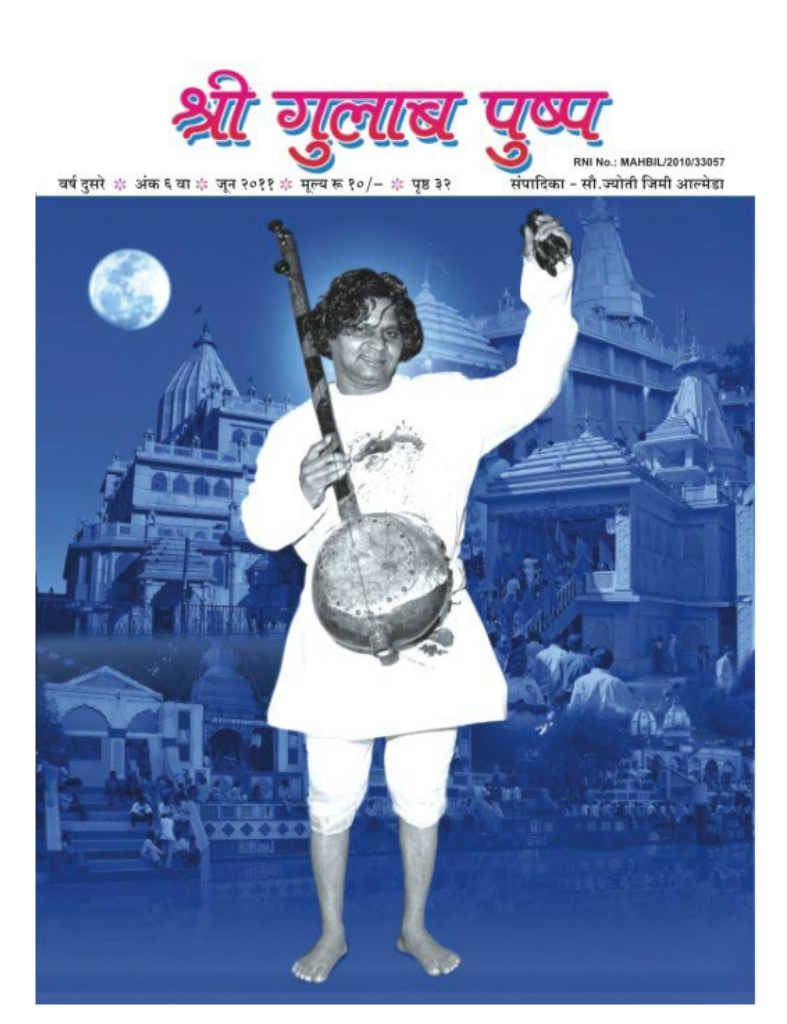 श्री गुलाब पुष्प
RNI No.: MAHBIL/2010/33057
वर्ष दुसरे ❊ अंक ६ वा ❊ जून २०११ ❊ मूल्य रू १०/– ❊ पृष्ठ ३२ संपादिका - सौ.ज्योती जिमी आल्मेडा